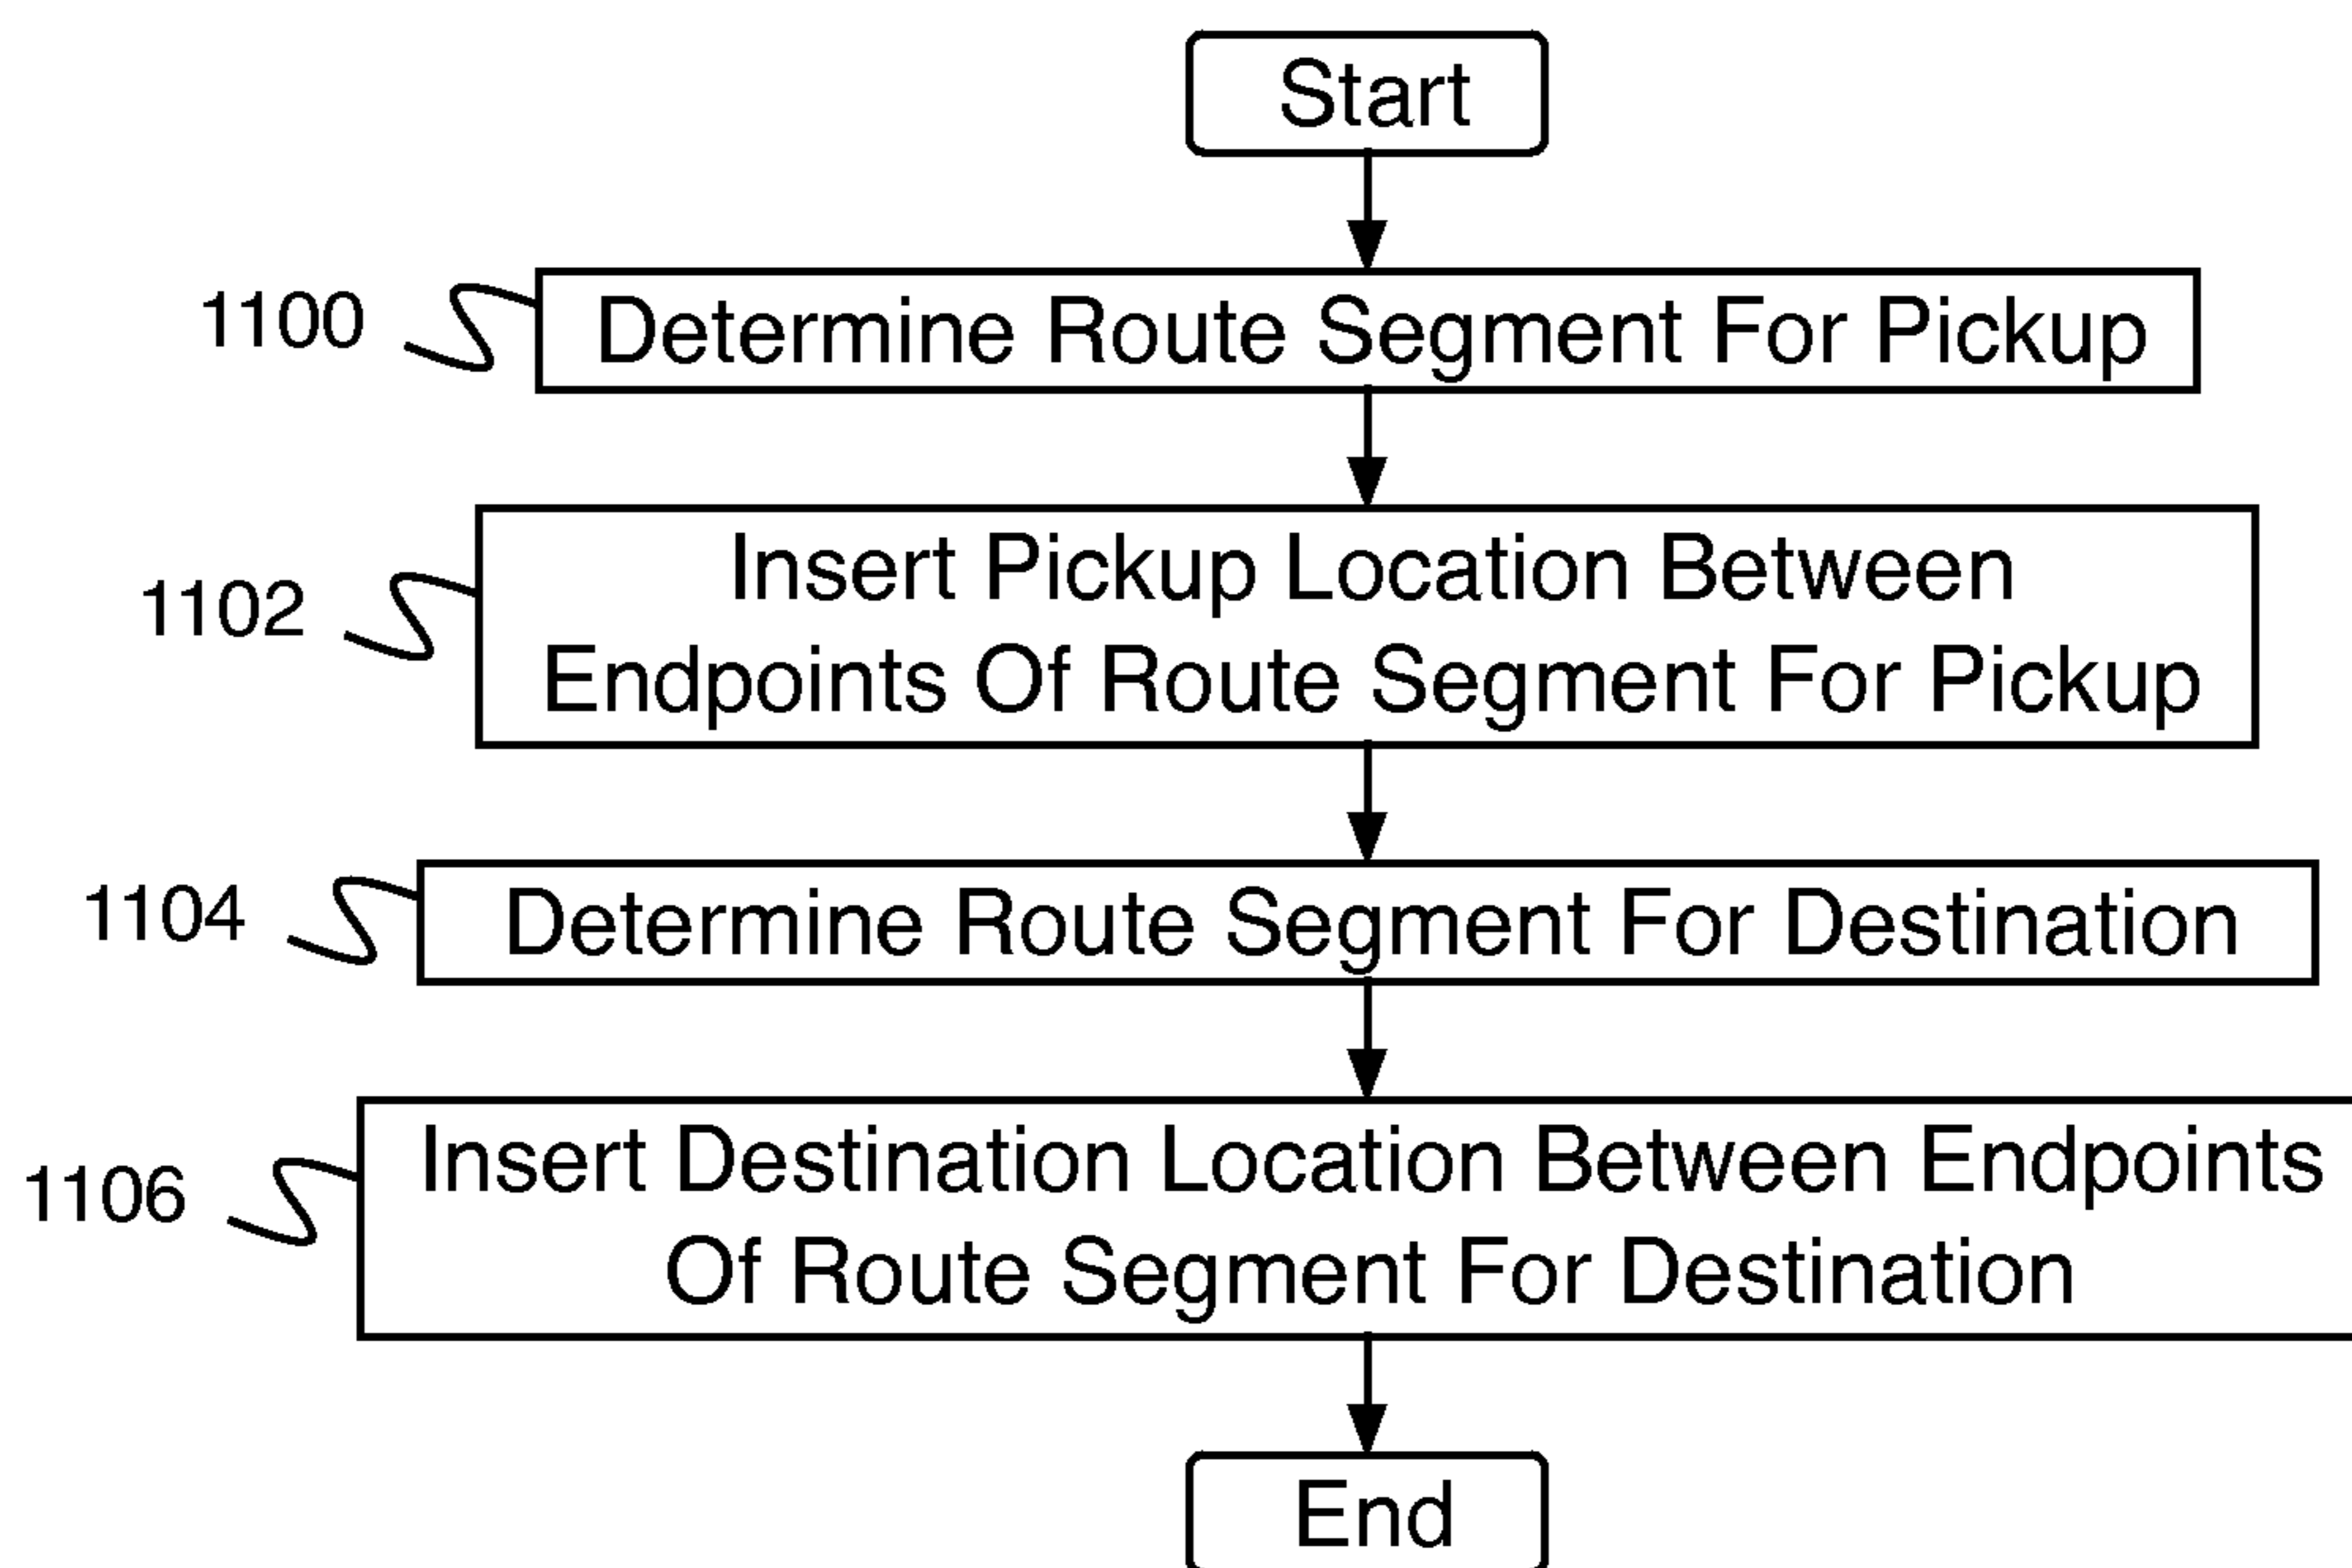 Start
1100
Determine Route Segment For Pickup
1102
Insert Pickup Location Between
Endpoints Of Route Segment For Pickup
1104
Determine Route Segment For Destination
1106
Insert Destination Location Between Endpoints
Of Route Segment For Destination
End